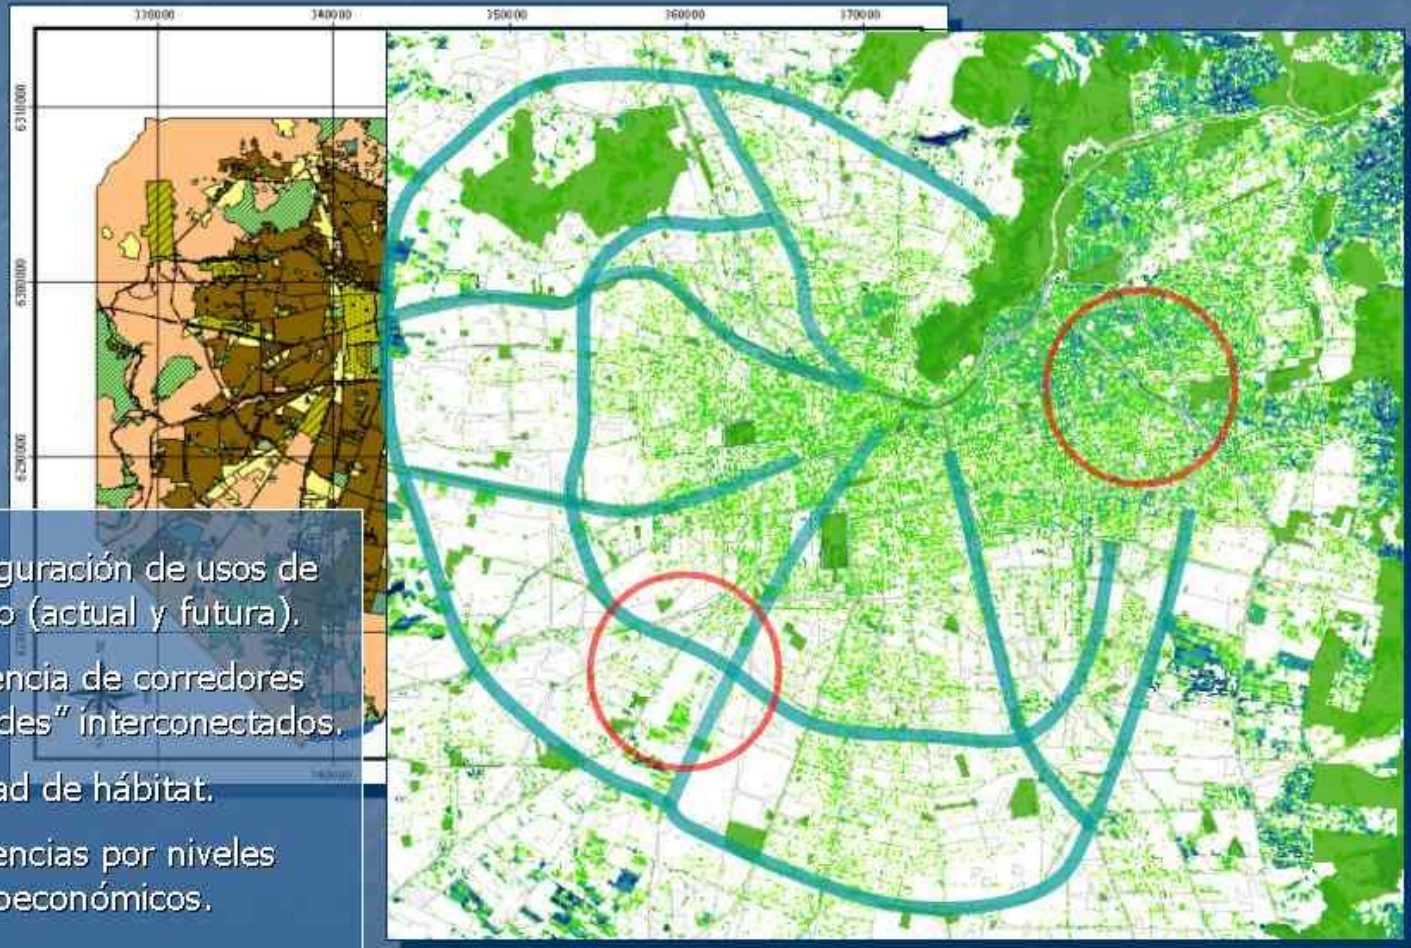 330000 340000 350000 360000 370000
6310000
6300000
6290000
guración de usos de
o (actual y futura).
encia de corredores
des” interconectados.
ad de hábitat.
encias por niveles
oeconómicos.